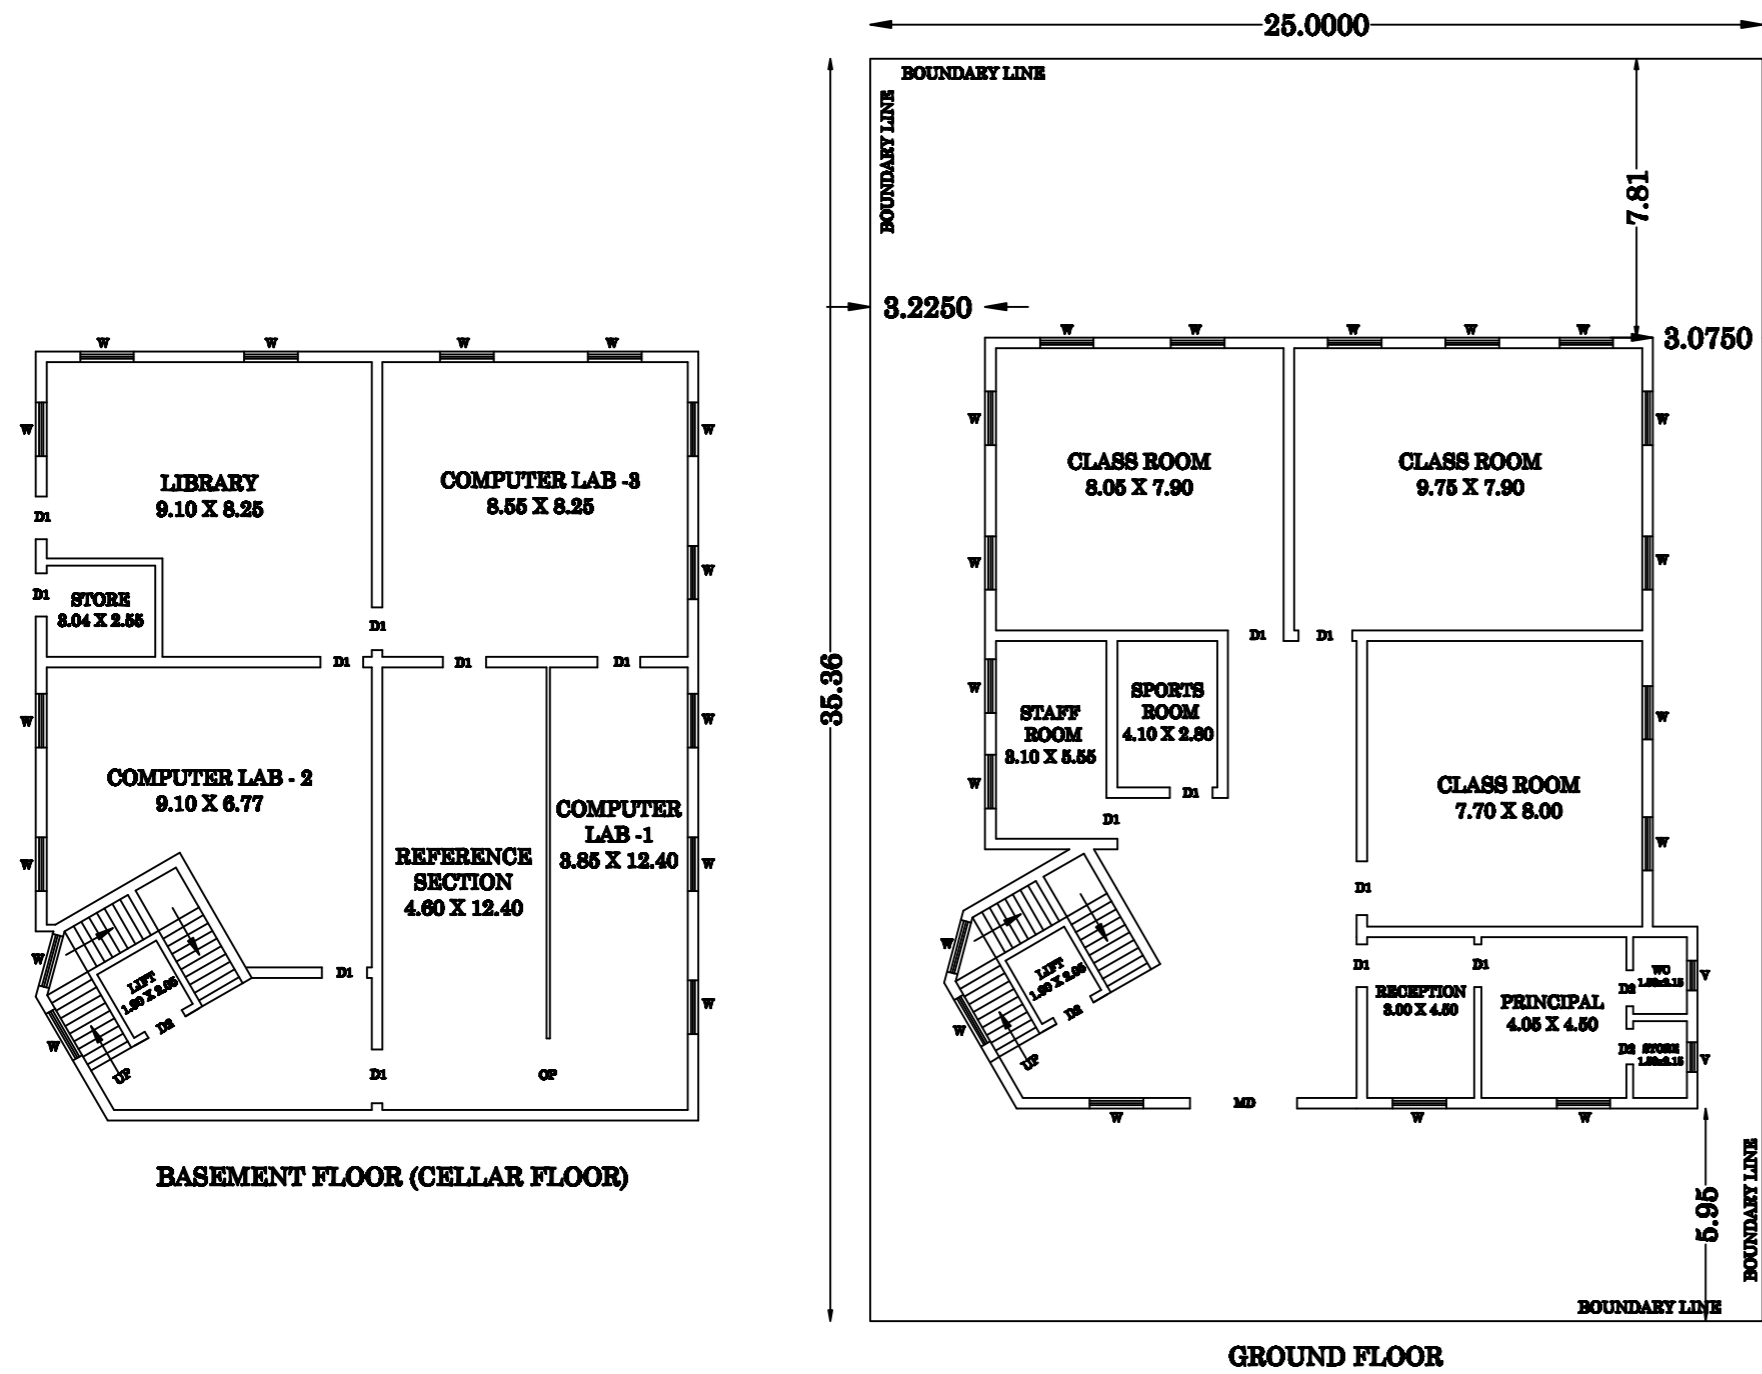 W
W
W
W
W
W
LIBRARY
9.10 X 8.25
COMPUTER LAB -3
8.55 X 8.25
D1
W
D1
STORE
3.04 X 2.55
D1
D1
D1
D1
W
W
COMPUTER LAB - 2
9.10 X 6.77
COMPUTER
LAB -1
3.85 X 12.40
W
W
REFERENCE
SECTION
4.60 X 12.40
W
LIFT
D1
W
D2
W
UP
D1
OP
BASEMENT FLOOR (CELLAR FLOOR)
25.0000
BOUNDARY LINE
BOUNDARY LINE
7.81
3.2250
W
W
W
W
W
3.0750
W
W
CLASS ROOM
8.05 X 7.90
CLASS ROOM
9.75 X 7.90
W
W
D1
D1
35.36
W
STAFF
ROOM
3.10 X 5.55
SPORTS
ROOM
4.10 X 2.80
W
W
D1
CLASS ROOM
7.70 X 8.00
D1
W
D1
W
LIFT
D2
W
UP
D1
D1
RECEPTION
3.00 X 4.50
PRINCIPAL
4.05 X 4.50
WC
V
D2
D2
STORE
V
W
MD
W
W
5.95
BOUNDARY LINE
BOUNDARY LINE
GROUND FLOOR